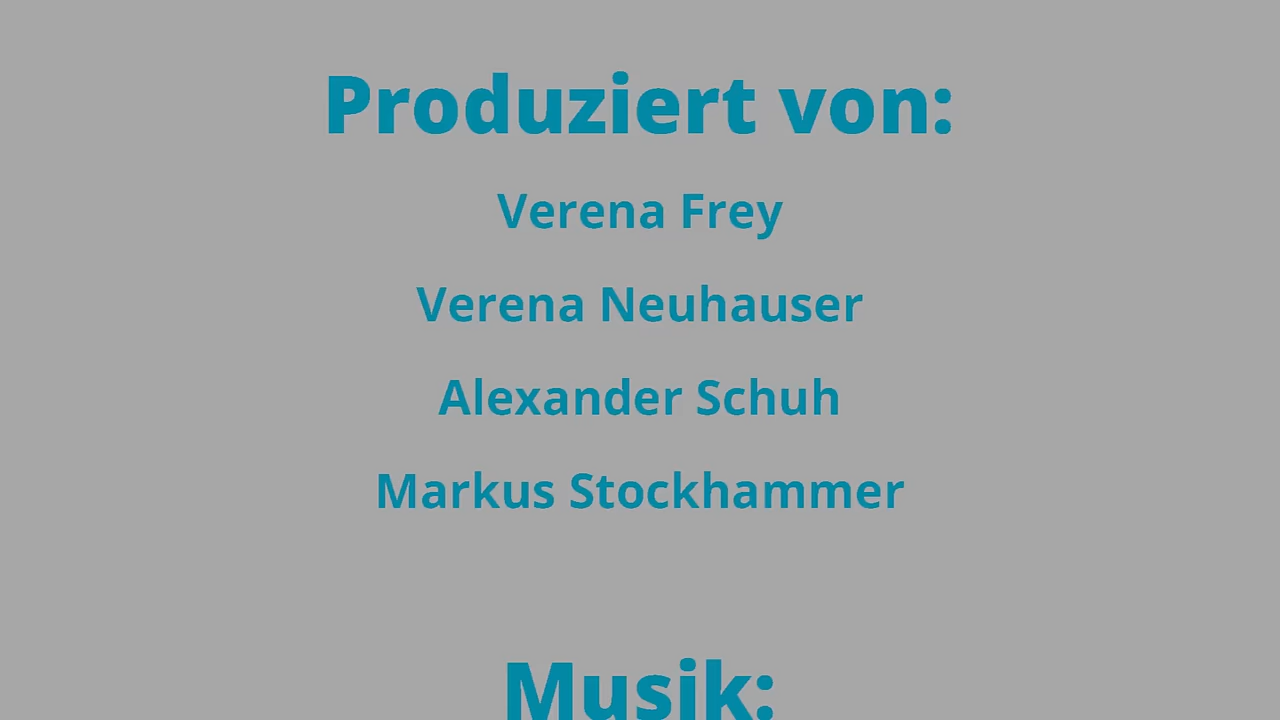 Produziert von:
Verena Frey
Verena Neuhauser
Alexander Schuh
Markus Stockhammer
Musik: